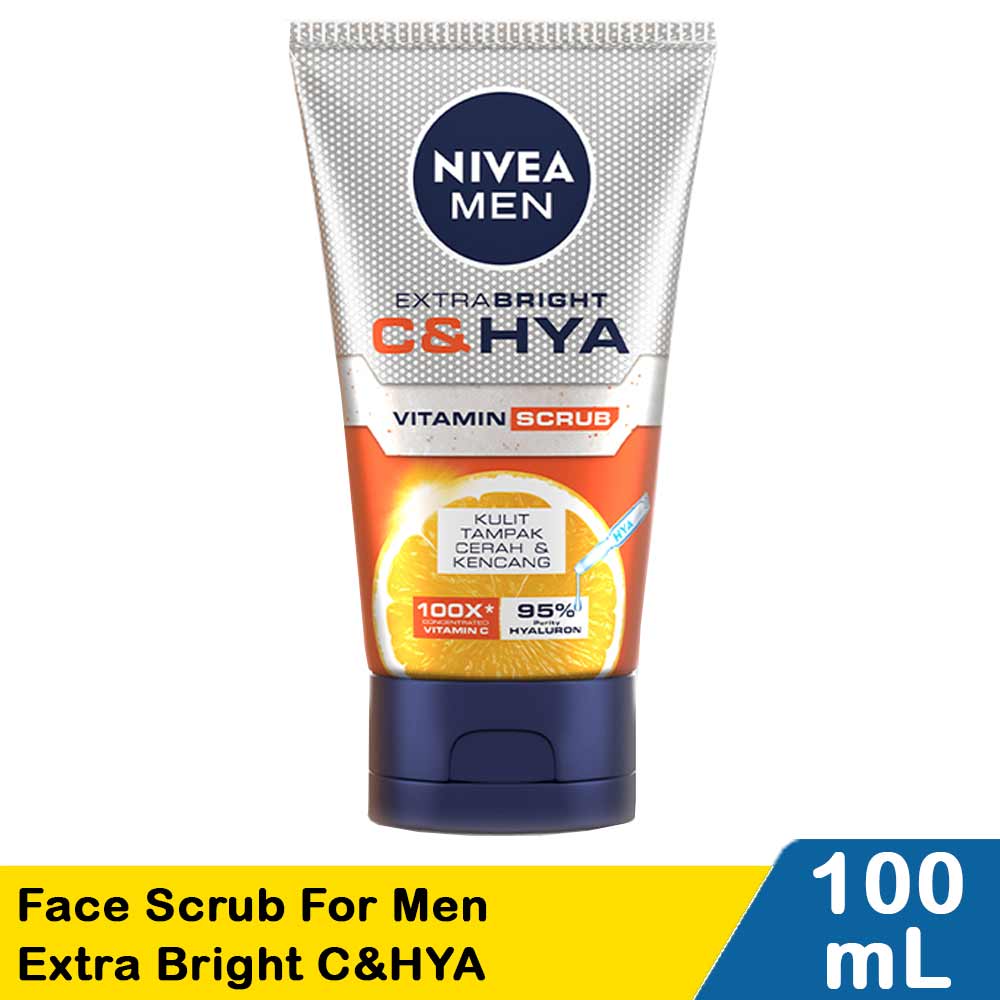 NIVEA
MEN
EXTRABRIGHT
C&HYA
VITAMIN SCRUB
KULIT
TAMPAK
CERAH &
KENCANG
HYA
100X*
CONCENTRATED
VITAMIN C
95%
Purity
HYALURON
Face Scrub For Men
Extra Bright C&HYA
100
mL